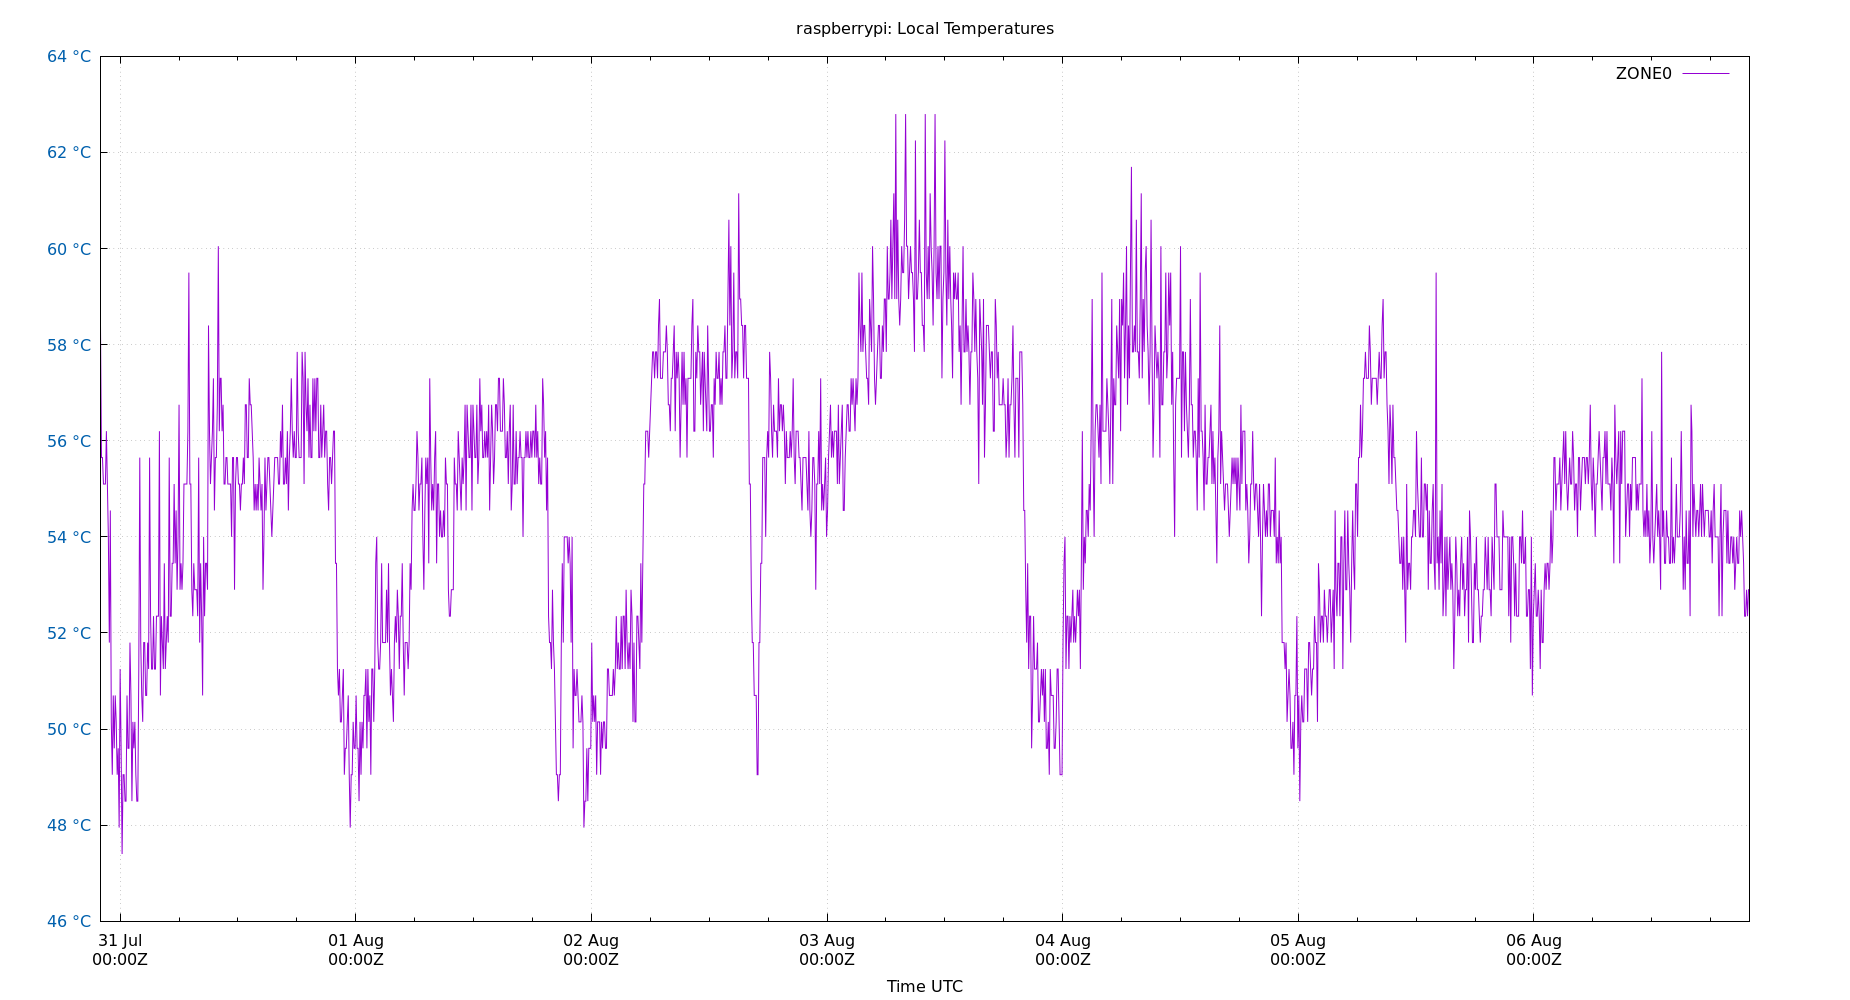 raspberrypi: Local Temperatures
ZONE0
64 °C
62 °C
60 °C
58 °C
56 °C
54 °C
52 °C
50 °C
48 °C
46 °C
31 Jul 01 Aug 02 Aug 03 Aug 04 Aug 05 Aug 06 Aug
00:00Z 00:00Z 00:00Z 00:00Z 00:00Z 00:00Z 00:00Z
Time UTC